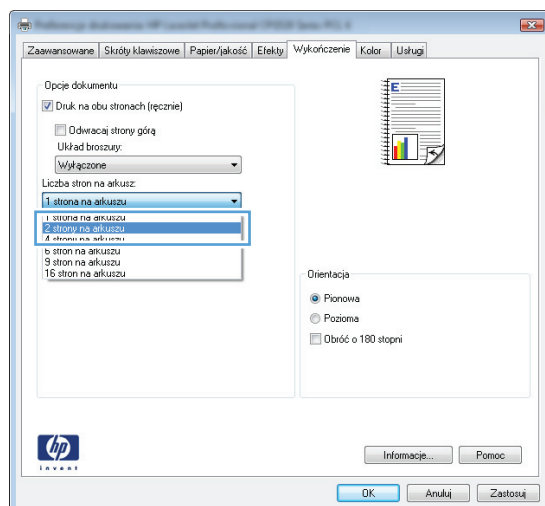 Zaawansowane Skróty klawiszowe Papier/jakość Efekty Wykończenie Kolor Usługi
Opcje dokumentu
Druk na obu stronach (ręcznie)
Odwracaj strony górą
Układ broszury:
Wyłączone
Liczba stron na arkusz:
1 strona na arkuszu
1 strona na arkuszu
2 strony na arkuszu
4 strony na arkuszu
6 stron na arkuszu
9 stron na arkuszu
16 stron na arkuszu
E
Orientacja
Pionowa
Pozioma
Obróć o 180 stopni
hp
invent
Informacje... Pomoc
OK Anuluj Zastosuj